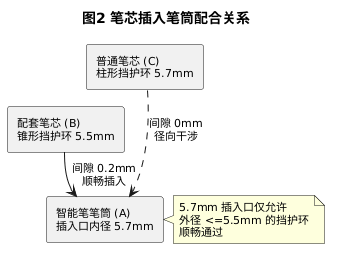 图2 笔芯插入笔筒配合关系
普通笔芯 (C)
柱形挡护环 5.7mm
配套笔芯 (B)
锥形挡护环 5.5mm
间隙 0mm
径向干涉
间隙 0.2mm
顺畅插入
智能笔笔筒 (A)
插入口内径 5.7mm
5.7mm 插入口仅允许
外径 <=5.5mm 的挡护环
顺畅通过